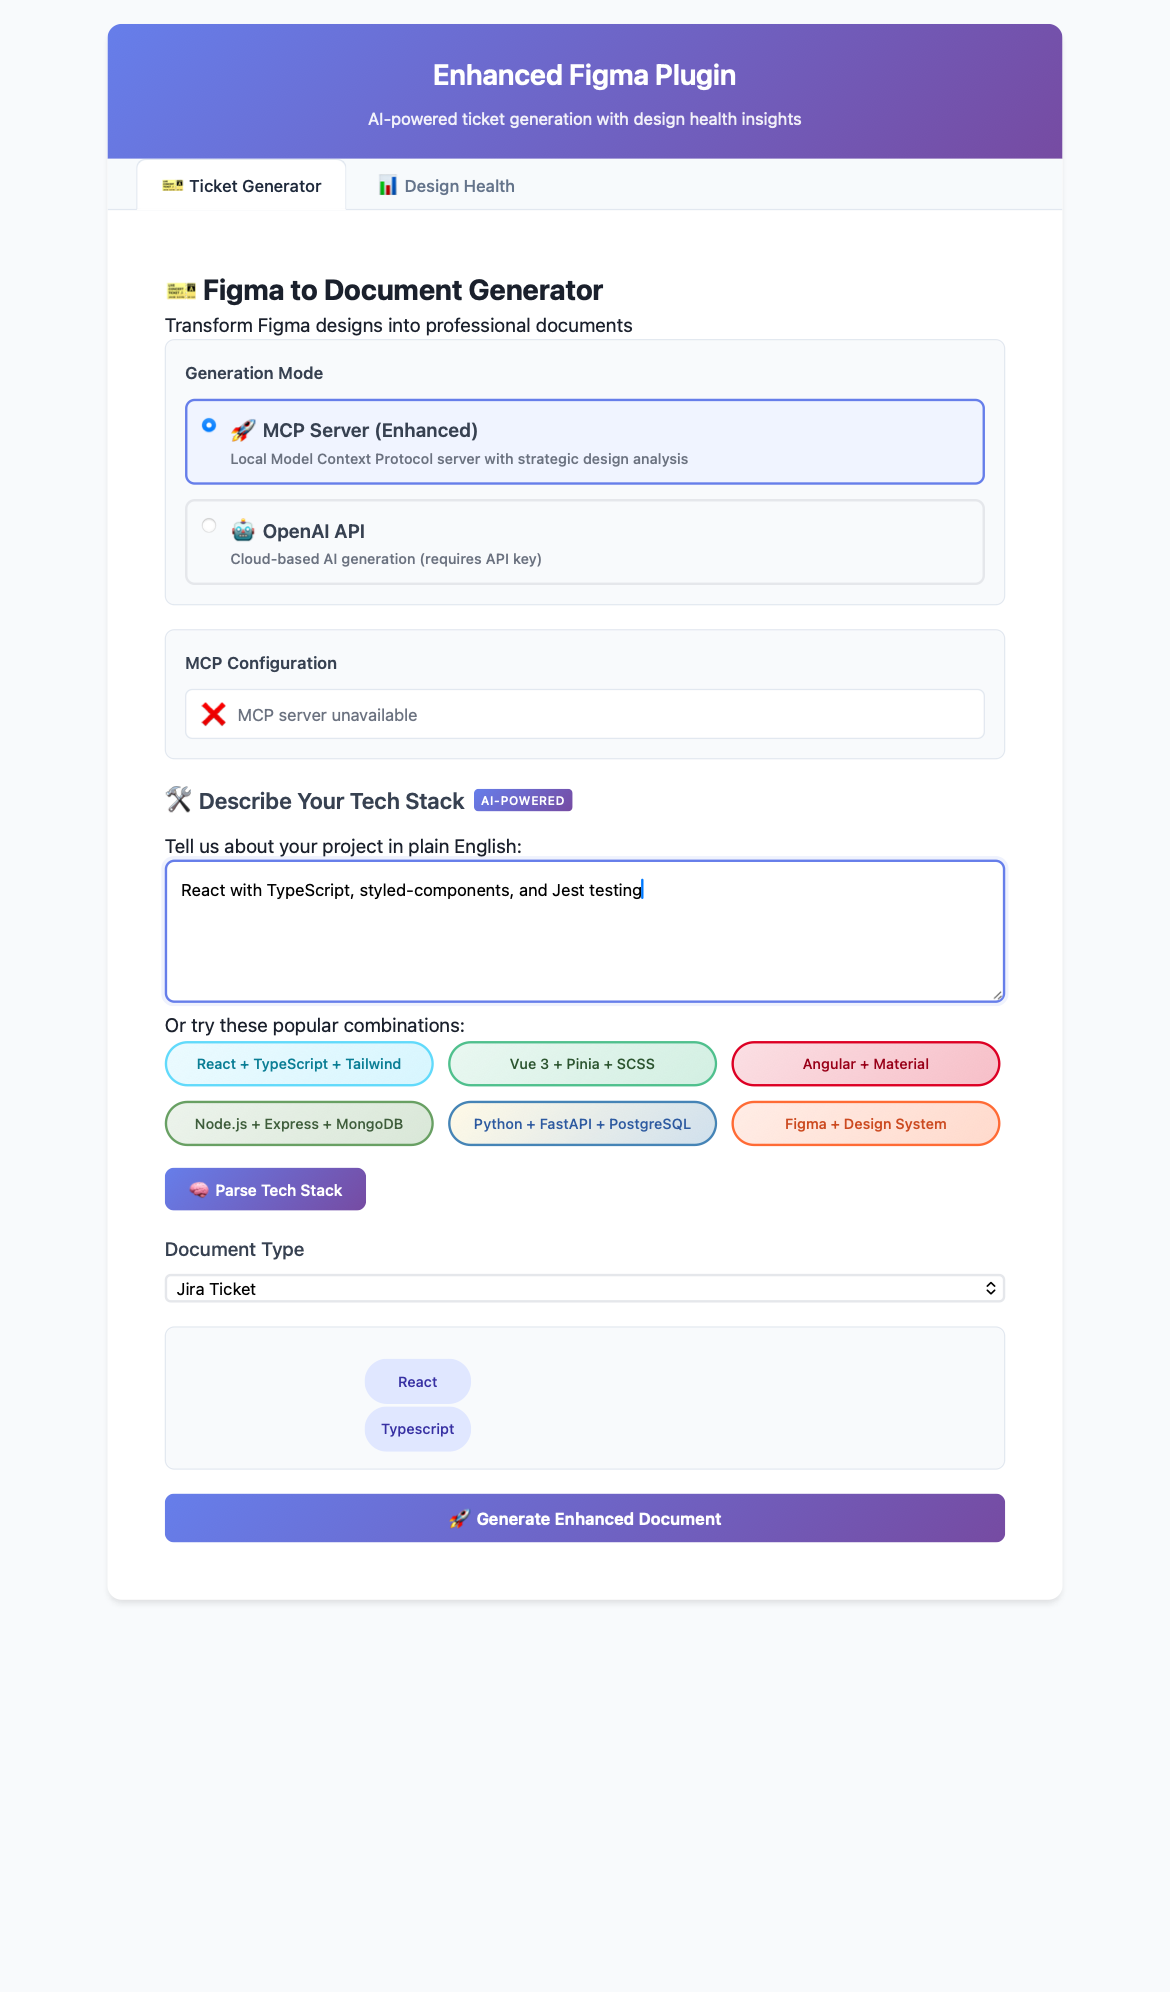 Enhanced Figma Plugin
AI-powered ticket generation with design health insights
Ticket Generator
Design Health
Figma to Document Generator
Transform Figma designs into professional documents
Generation Mode
MCP Server (Enhanced)
Local Model Context Protocol server with strategic design analysis
OpenAI API
Cloud-based AI generation (requires API key)
MCP Configuration
MCP server unavailable
Describe Your Tech Stack AI-POWERED
Tell us about your project in plain English:
React with TypeScript, styled-components, and Jest testing
Or try these popular combinations:
React + TypeScript + Tailwind
Vue 3 + Pinia + SCSS
Angular + Material
Node.js + Express + MongoDB
Python + FastAPI + PostgreSQL
Figma + Design System
Parse Tech Stack
Document Type
Jira Ticket
React
Typescript
Generate Enhanced Document